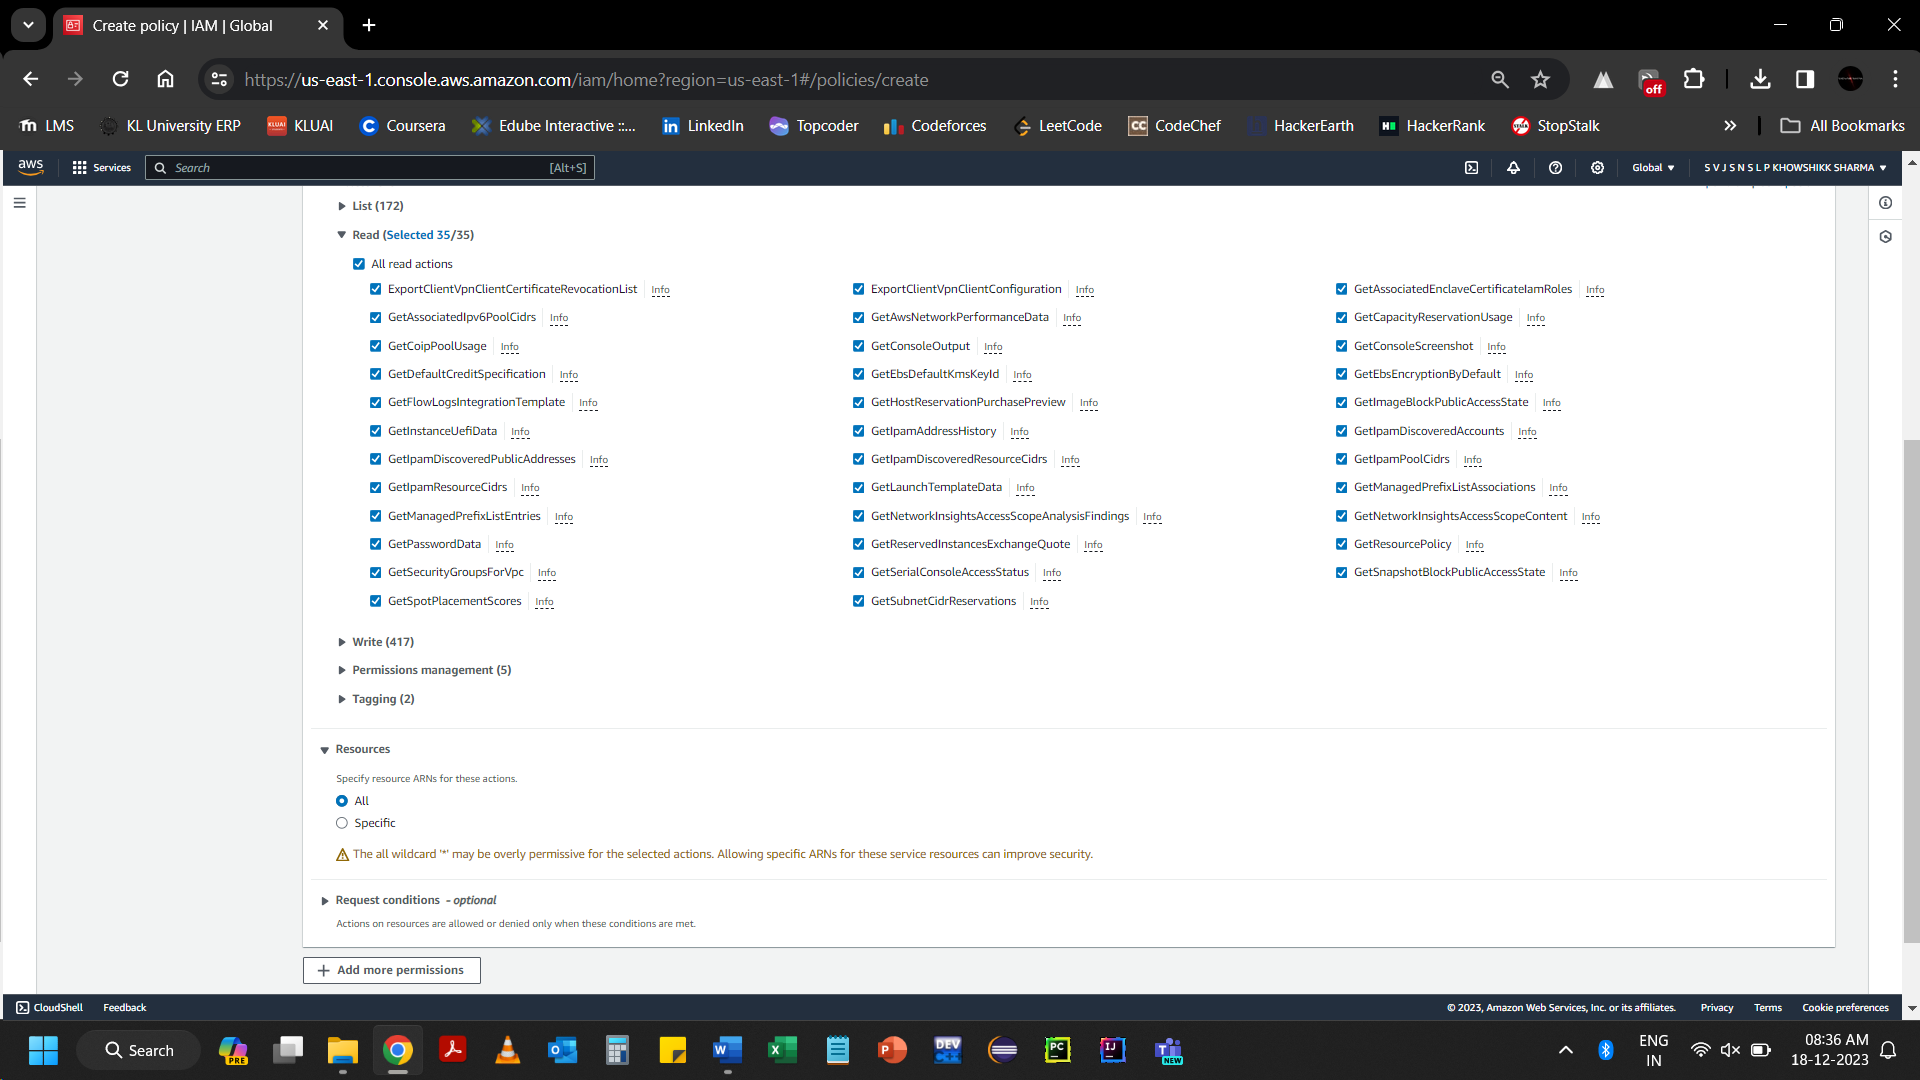 Create policy | IAM | Global
https://us-east-1.console.aws.amazon.com/iam/home?region=us-east-1#/policies/create
off
LMS KL University ERP KLUAI Coursera Edube Interactive ::... LinkedIn Topcoder Codeforces LeetCode CodeChef HackerEarth HackerRank StopStalk All Bookmarks
aws Services Search [Alt+S] Global S V J S N S L P KHOWSHIKK SHARMA
List (172)
Read (Selected 35/35)
All read actions
ExportClientVpnClientCertificateRevocationList Info ExportClientVpnClientConfiguration Info GetAssociatedEnclaveCertificateIamRoles Info
GetAssociatedIpv6PoolCidrs Info GetAwsNetworkPerformanceData Info GetCapacityReservationUsage Info
GetCoipPoolUsage Info GetConsoleOutput Info GetConsoleScreenshot Info
GetDefaultCreditSpecification Info GetEbsDefaultKmsKeyId Info GetEbsEncryptionByDefault Info
GetFlowLogsIntegrationTemplate Info GetHostReservationPurchasePreview Info GetImageBlockPublicAccessState Info
GetInstanceUefiData Info GetIpamAddressHistory Info GetIpamDiscoveredAccounts Info
GetIpamDiscoveredPublicAddresses Info GetIpamDiscoveredResourceCidrs Info GetIpamPoolCidrs Info
GetIpamResourceCidrs Info GetLaunchTemplateData Info GetManagedPrefixListAssociations Info
GetManagedPrefixListEntries Info GetNetworkInsightsAccessScopeAnalysisFindings Info GetNetworkInsightsAccessScopeContent Info
GetPasswordData Info GetReservedInstancesExchangeQuote Info GetResourcePolicy Info
GetSecurityGroupsForVpc Info GetSerialConsoleAccessStatus Info GetSnapshotBlockPublicAccessState Info
GetSpotPlacementScores Info GetSubnetCidrReservations Info
Write (417)
Permissions management (5)
Tagging (2)
Resources
Specify resource ARNs for these actions.
All
Specific
The all wildcard '*' may be overly permissive for the selected actions. Allowing specific ARNs for these service resources can improve security.
Request conditions - optional
Actions on resources are allowed or denied only when these conditions are met.
Add more permissions
CloudShell Feedback © 2023, Amazon Web Services, Inc. or its affiliates. Privacy Terms Cookie preferences
Search PRE DEV PC IJ NEW ENG 08:36 AM
IN 18-12-2023